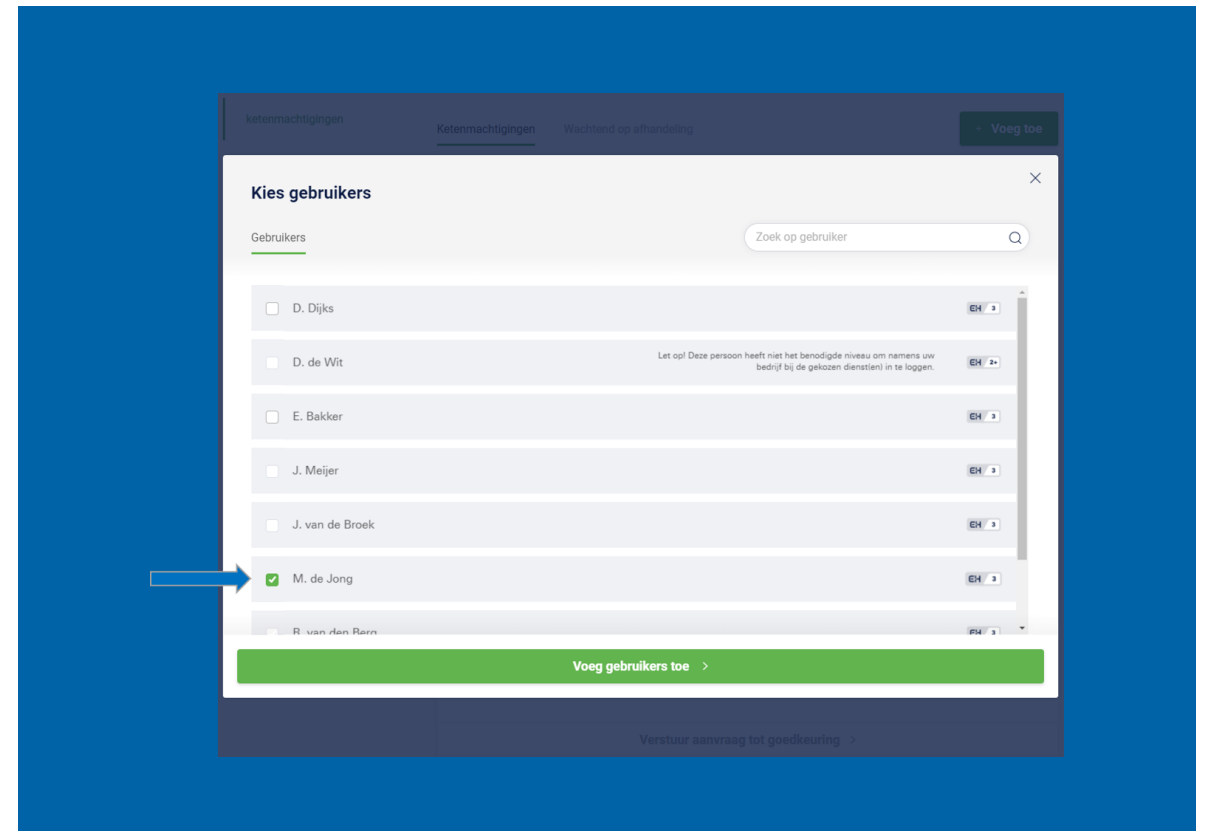 ketenmachtigingen
Ketenmachtigingen Wachtend op afhandeling + Voeg toe
Kies gebruikers
Gebruikers Zoek op gebruiker
D. Dijks EH 3
D. de Wit Let op! Deze persoon heeft niet het benodigde niveau om namens uw
bedrijf bij de gekozen dienst(en) in te loggen. EH 2+
E. Bakker EH 3
J. Meijer EH 3
J. van de Broek EH 3
M. de Jong EH 3
R. van den Berg EH 3
Voeg gebruikers toe >
Verstuur aanvraag tot goedkeuring >